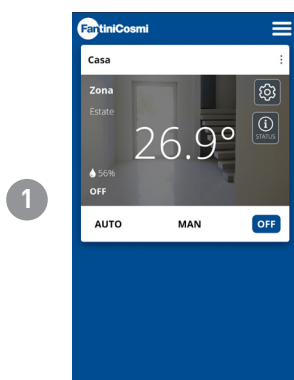 FantiniCosmi
Casa
Zona
Estate
26.9°
STATUS
56%
OFF
1
AUTO MAN OFF